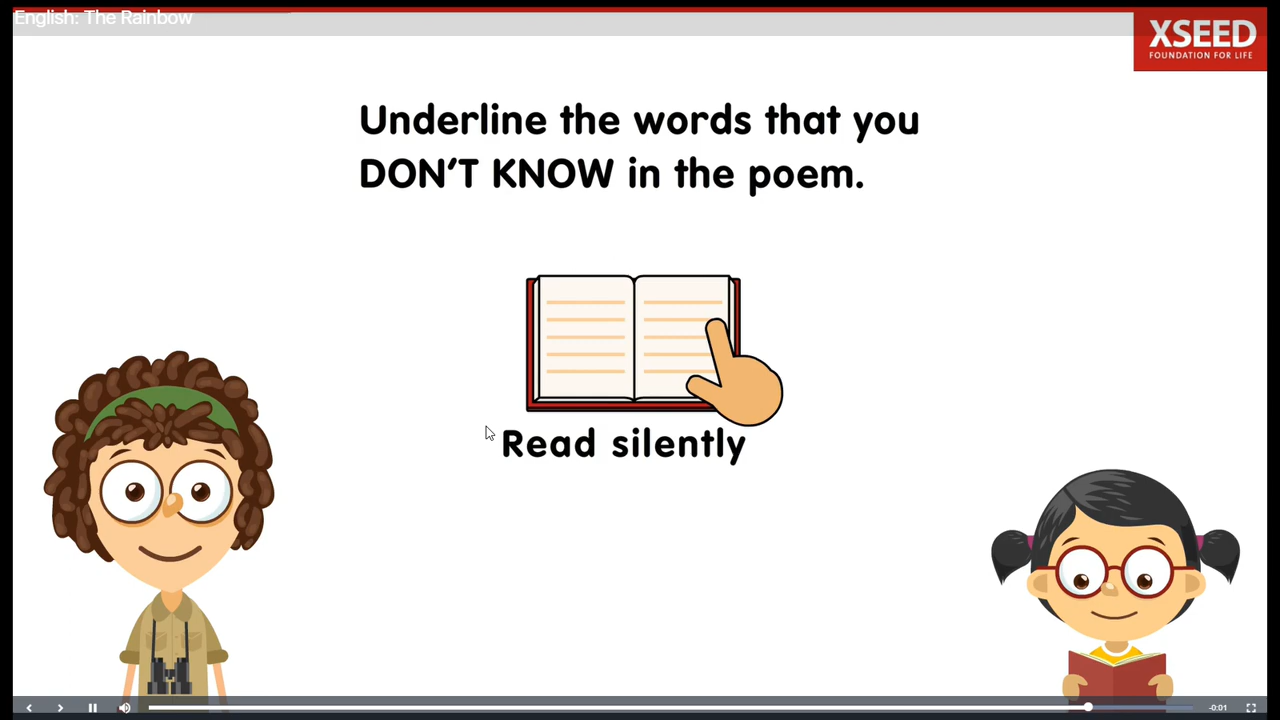 English: The Rainbow
XSEED
FOUNDATION FOR LIFE
Underline the words that you
DON'T KNOW in the poem.
Read silently
-0:01